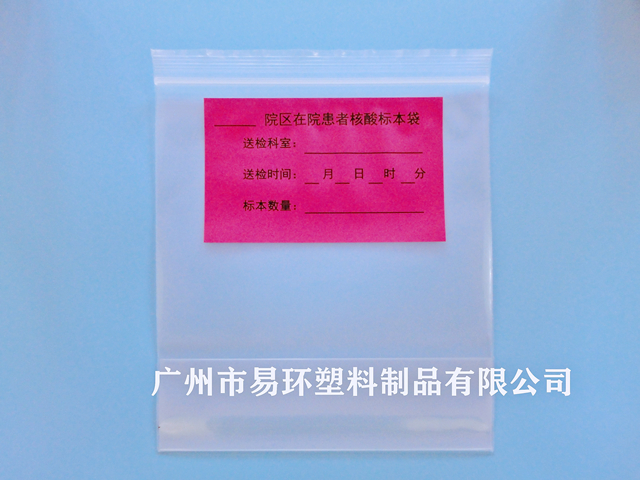 ______ 院区在院患者核酸标本袋
送检科室：__________________
送检时间：__月__日__时__分
标本数量：__________________
广州市易环塑料制品有限公司